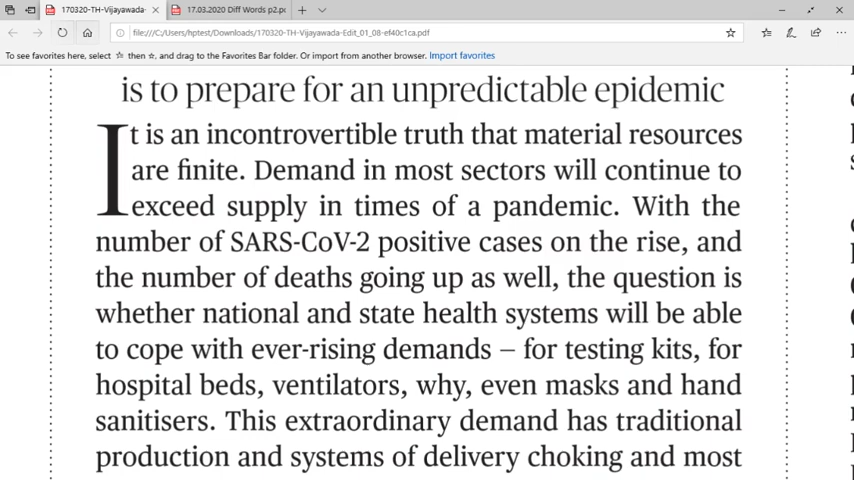 170320-TH-Vijayawada-
17.03.2020 Diff Words p2.p
file:///C:/Users/hptest/Downloads/170320-TH-Vijayawada-Edit_01_08-ef40c1ca.pdf
To see favorites here, select ☆ then ☆, and drag to the Favorites Bar folder. Or import from another browser. Import favorites
is to prepare for an unpredictable epidemic
It is an incontrovertible truth that material resources
are finite. Demand in most sectors will continue to
exceed supply in times of a pandemic. With the
number of SARS-CoV-2 positive cases on the rise, and
the number of deaths going up as well, the question is
whether national and state health systems will be able
to cope with ever-rising demands – for testing kits, for
hospital beds, ventilators, why, even masks and hand
sanitisers. This extraordinary demand has traditional
production and systems of delivery choking and most